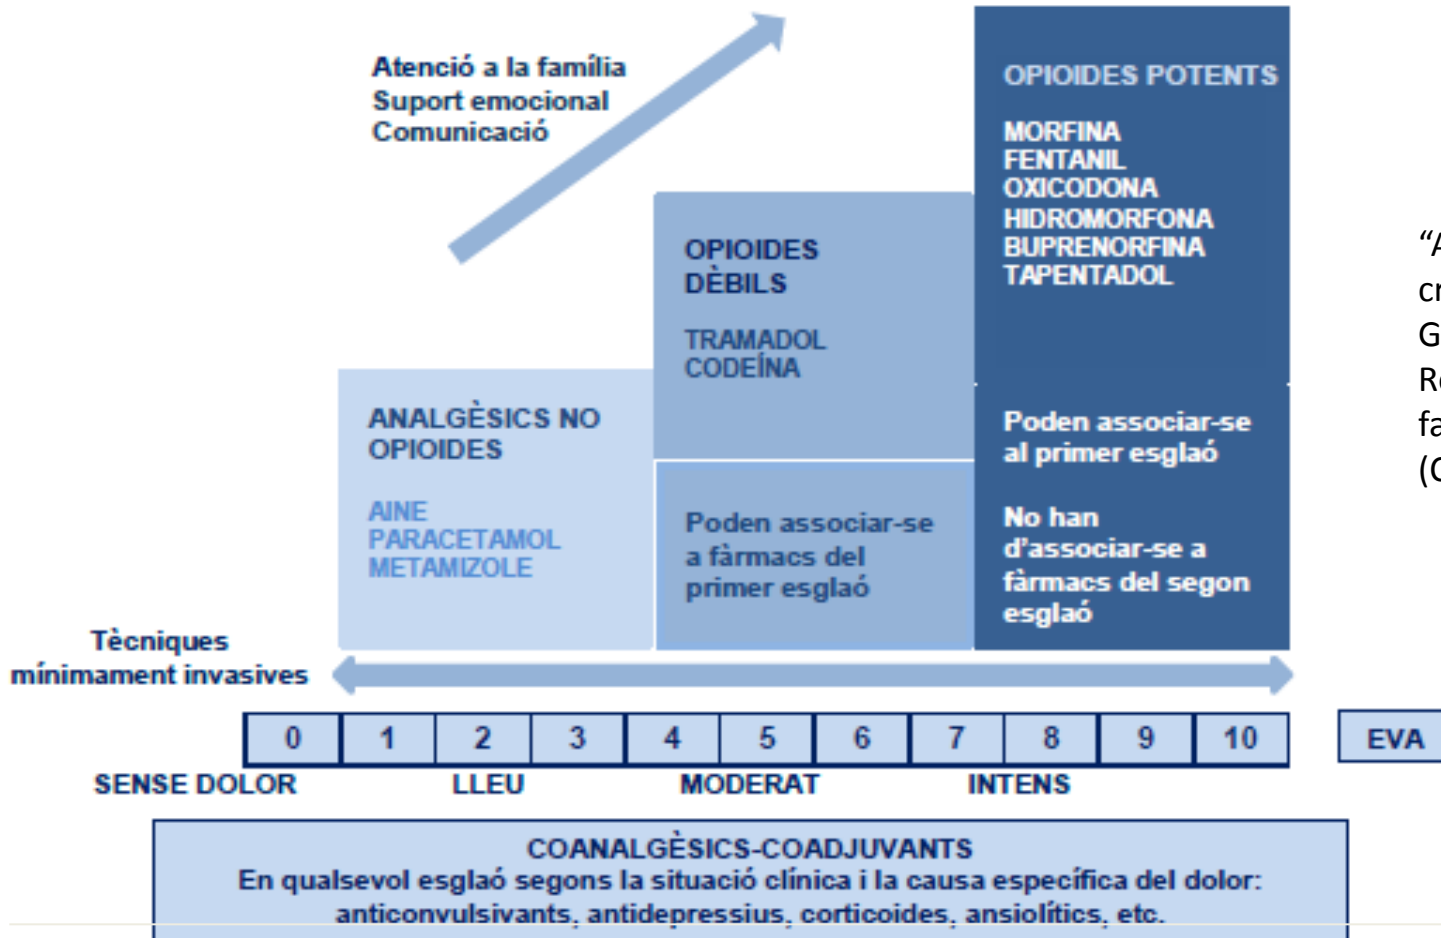 Atenció a la família
Suport emocional
Comunicació
OPIOIDES POTENTS
MORFINA
FENTANIL
OXICODONA
HIDROMORFONA
BUPRENORFINA
TAPENTADOL
Poden associar-se
al primer esglaó
No han
d'associar-se a
fàrmacs del segon
esglaó
OPIOIDES
DÈBILS
TRAMADOL
CODEÍNA
Poden associar-se
a fàrmacs del
primer esglaó
ANALGÈSICS NO
OPIOIDES
AINE
PARACETAMOL
METAMIZOLE
Tècniques
mínimament invasives
0 1 2 3 4 5 6 7 8 9 10 EVA
SENSE DOLOR LLEU MODERAT INTENS
COANALGÈSICS-COADJUVANTS
En qualsevol esglaó segons la situació clínica i la causa específica del dolor:
anticonvulsivants, antidepressius, corticoides, ansiolítics, etc.